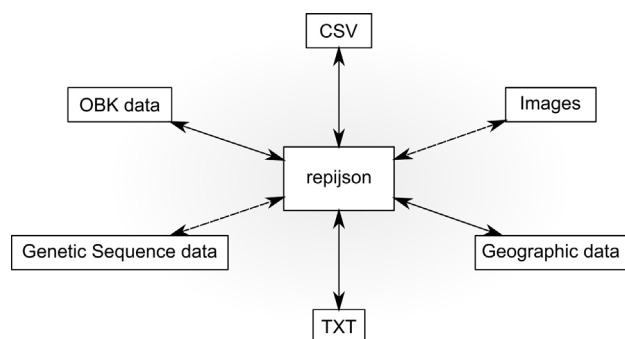 CSV
OBK data
Images
repijson
Genetic Sequence data
Geographic data
TXT